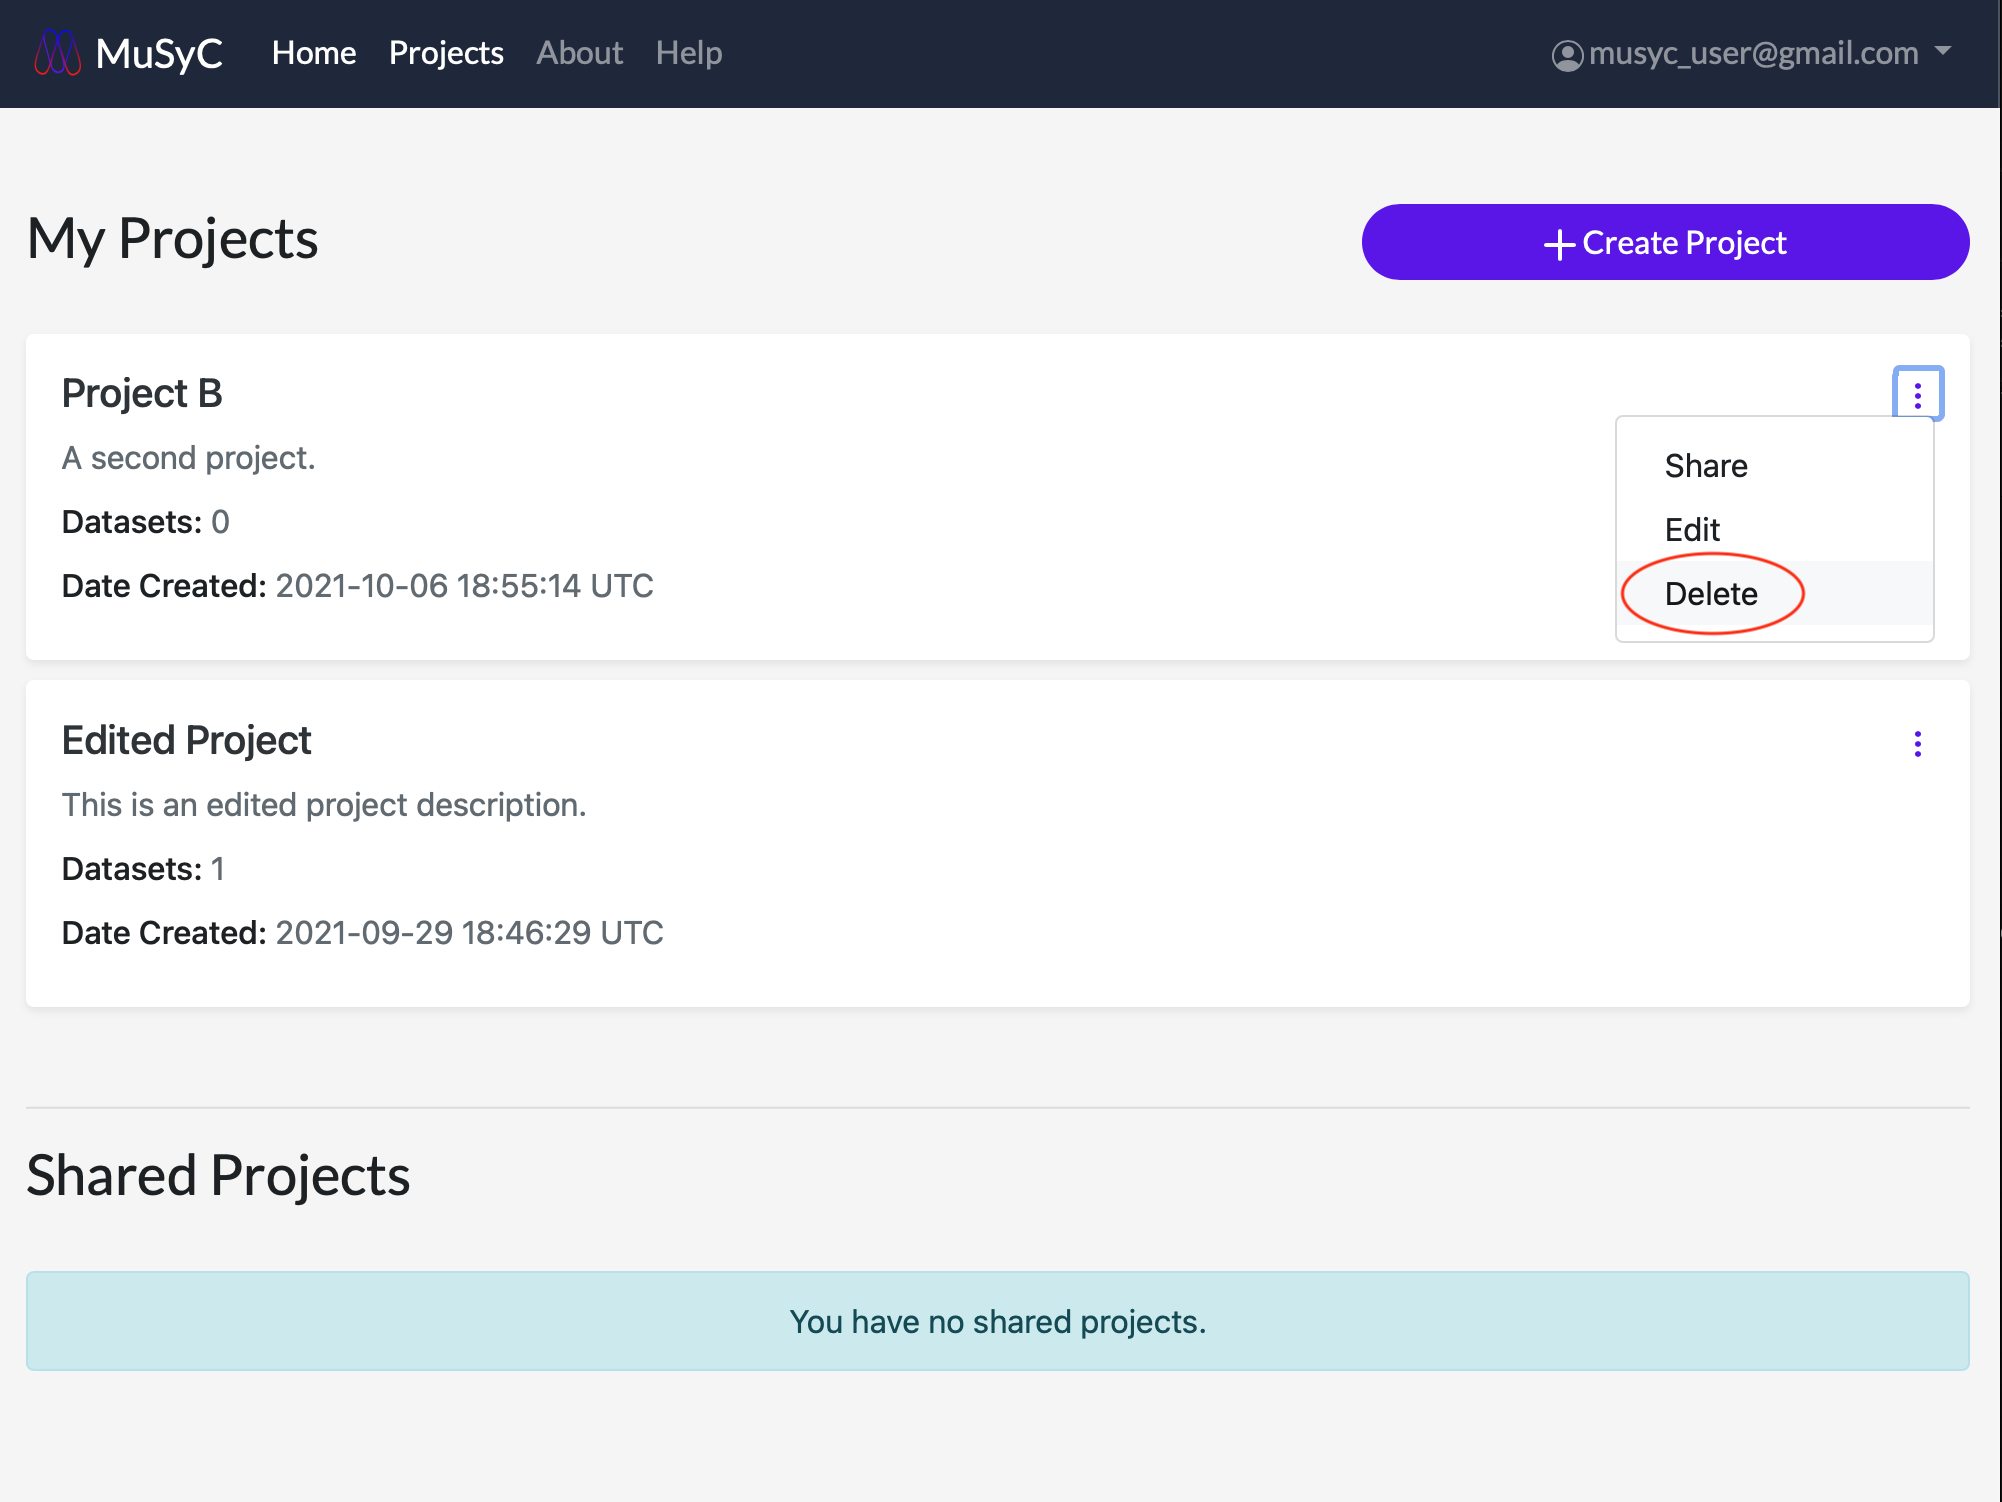 MuSyC Home Projects About Help musyc_user@gmail.com
My Projects
Create Project
Project B
A second project.
Datasets: 0
Date Created: 2021-10-06 18:55:14 UTC
Share
Edit
Delete
Edited Project
This is an edited project description.
Datasets: 1
Date Created: 2021-09-29 18:46:29 UTC
Shared Projects
You have no shared projects.